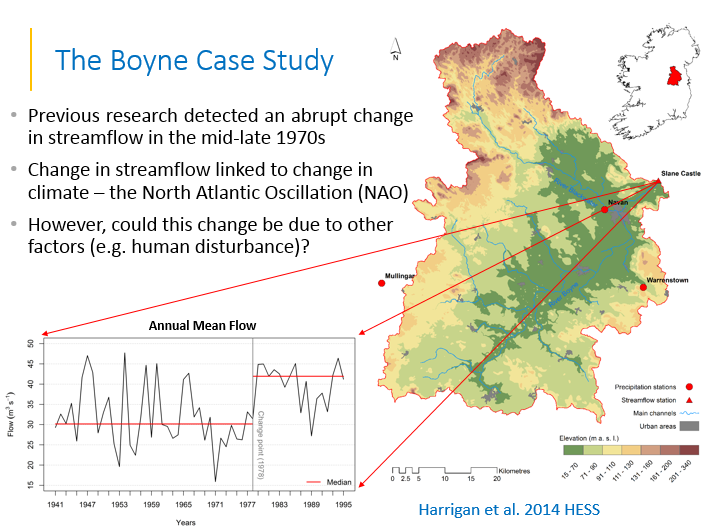 The Boyne Case Study
• Previous research detected an abrupt change
in streamflow in the mid-late 1970s
• Change in streamflow linked to change in
climate – the North Atlantic Oscillation (NAO)
• However, could this change be due to other
factors (e.g. human disturbance)?
N
Slane Castle
Navan
Mullingar
Warrenstown
Annual Mean Flow
Flow (m³ s⁻¹)
50
45
40
35
30
25
20
15
Change point (1978)
Median
1941
1947
1953
1959
1965
1971
1977
1983
1989
1995
Years
Precipitation stations
Streamflow station
Main channels
Urban areas
Elevation (m a. s. l.)
15 - 70
71 - 90
91 - 110
111 - 130
131 - 160
161 - 200
201 - 340
0 2.5 5 10 15 20
Kilometres
Harrigan et al. 2014 HESS